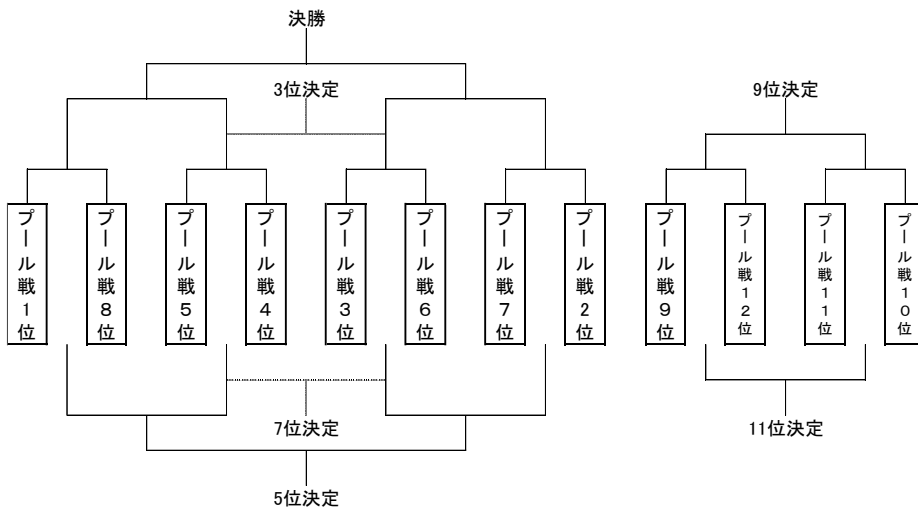 決勝
3位決定
9位決定
プール戦1位
プール戦8位
プール戦5位
プール戦4位
プール戦3位
プール戦6位
プール戦7位
プール戦2位
プール戦9位
プール戦12位
プール戦11位
プール戦10位
7位決定
11位決定
5位決定